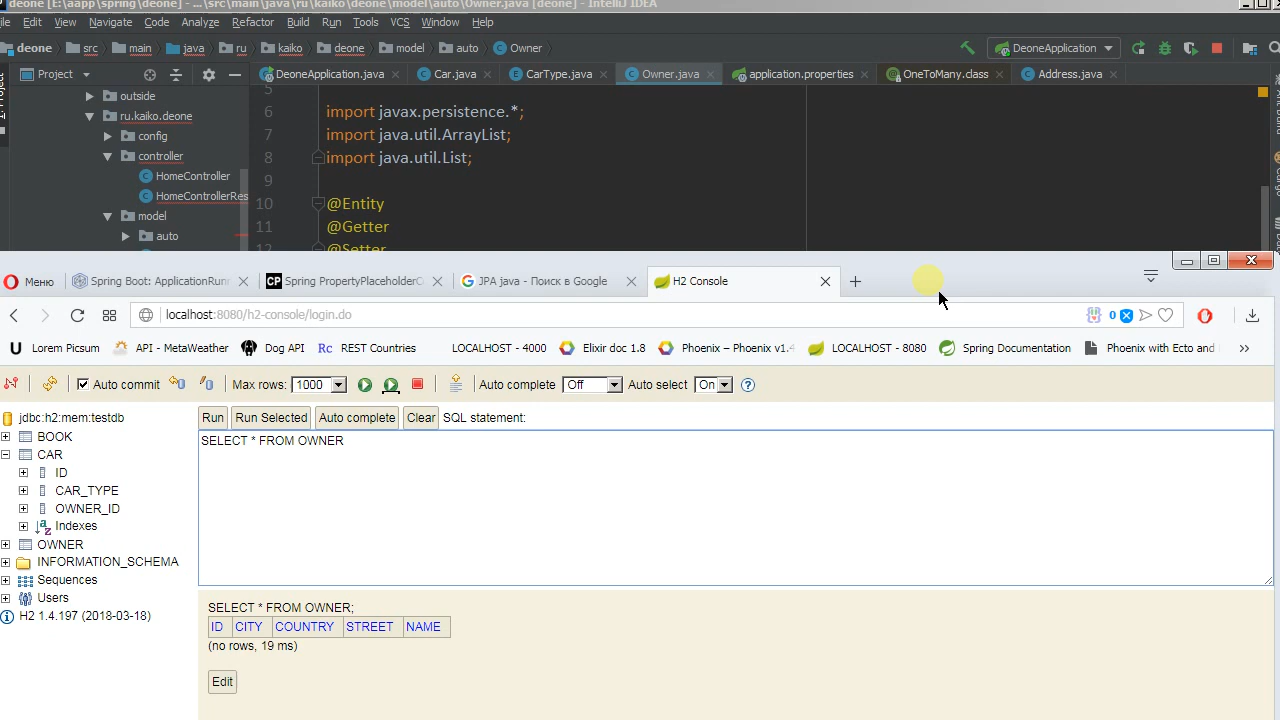 deone [E:\aapp\spring\deone] - ...\src\main\java\ru\kaiko\deone\model\auto\Owner.java [deone] - IntelliJ IDEA
Edit View Navigate Code Analyze Refactor Build Run Tools VCS Window Help
deone src main java ru kaiko deone model auto Owner DeoneApplication
Project DeoneApplication.java Car.java CarType.java Owner.java application.properties OneToMany.class Address.java
outside
ru.kaiko.deone
config
controller
HomeController
HomeControllerRes
model
auto
5
6 import javax.persistence.*;
7 import java.util.ArrayList;
8 import java.util.List;
9
10 @Entity
11 @Getter
12 @Setter
Меню Spring Boot: ApplicationRunn Spring PropertyPlaceholderC JPA java - Поиск в Google H2 Console
localhost:8080/h2-console/login.do 0
Lorem Picsum API - MetaWeather Dog API Rc REST Countries LOCALHOST - 4000 Elixir doc 1.8 Phoenix – Phoenix v1.4 LOCALHOST - 8080 Spring Documentation Phoenix with Ecto and
Auto commit Max rows: 1000 Auto complete Off Auto select On
jdbc:h2:mem:testdb
BOOK
CAR
ID
CAR_TYPE
OWNER_ID
Indexes
OWNER
INFORMATION_SCHEMA
Sequences
Users
H2 1.4.197 (2018-03-18)
Run Run Selected Auto complete Clear SQL statement:
SELECT * FROM OWNER
SELECT * FROM OWNER;
ID CITY COUNTRY STREET NAME
(no rows, 19 ms)
Edit